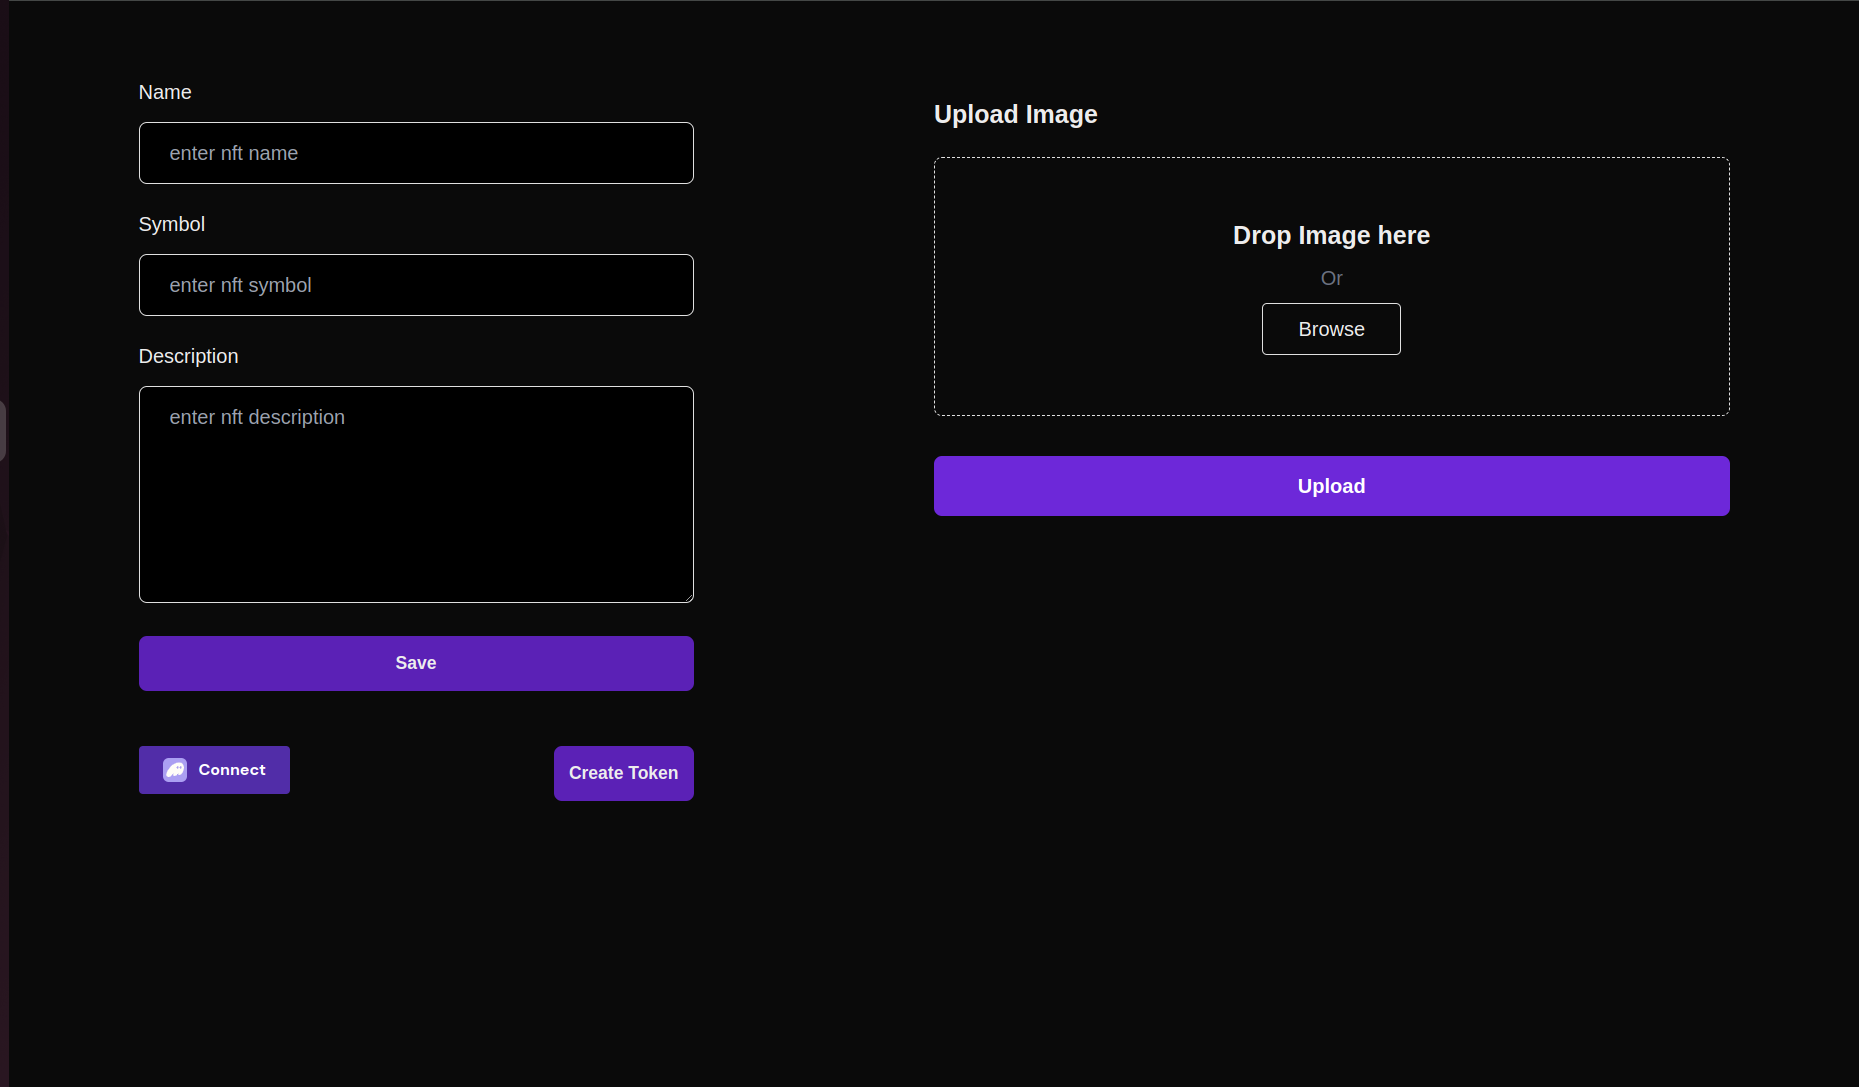 Name
enter nft name
Symbol
enter nft symbol
Description
enter nft description
Save
Connect
Create Token
Upload Image
Drop Image here
Or
Browse
Upload